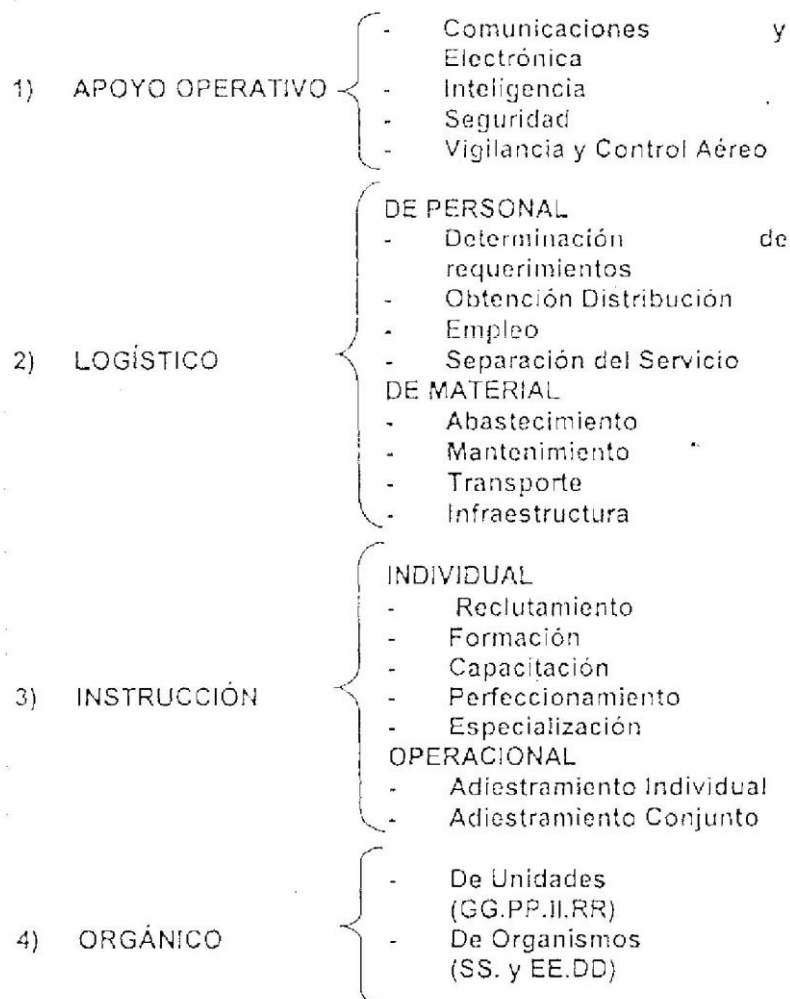 - Comunicaciones y
Electrónica
1) APOYO OPERATIVO - Inteligencia
- Seguridad
- Vigilancia y Control Aéreo
DE PERSONAL
- Determinación de
requerimientos
- Obtención Distribución
- Empleo
2) LOGÍSTICO - Separación del Servicio
DE MATERIAL
- Abastecimiento
- Mantenimiento
- Transporte
- Infraestructura
INDIVIDUAL
- Reclutamiento
- Formación
- Capacitación
3) INSTRUCCIÓN - Perfeccionamiento
- Especialización
OPERACIONAL
- Adiestramiento Individual
- Adiestramiento Conjunto
- De Unidades
(GG.PP.II.RR)
4) ORGÁNICO - De Organismos
(SS. y EE.DD)